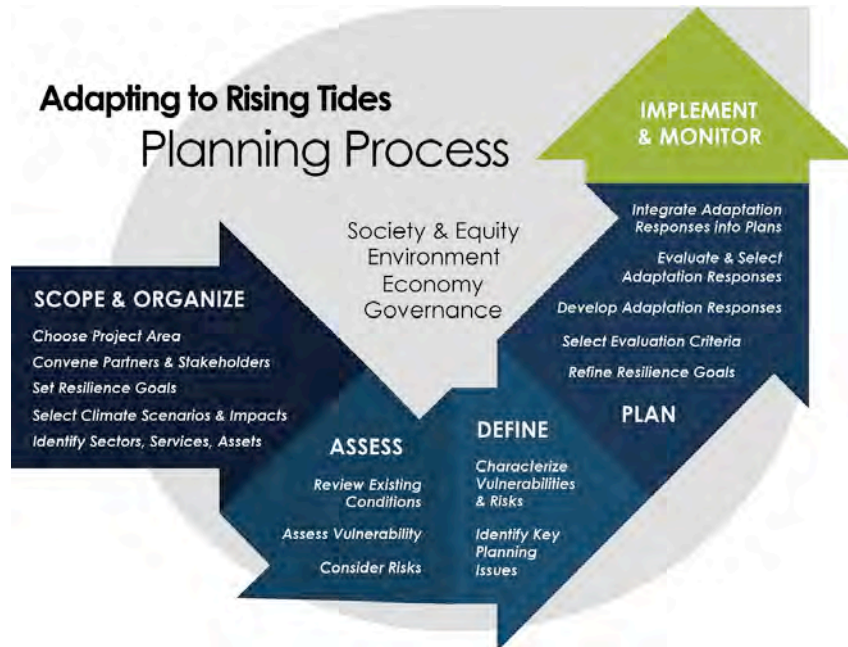 Adapting to Rising Tides
Planning Process
Society & Equity
Environment
Economy
Governance
SCOPE & ORGANIZE
Choose Project Area
Convene Partners & Stakeholders
Set Resilience Goals
Select Climate Scenarios & Impacts
Identify Sectors, Services, Assets
ASSESS
Review Existing
Conditions
Assess Vulnerability
Consider Risks
DEFINE
Characterize
Vulnerabilities
& Risks
Identify Key
Planning
Issues
IMPLEMENT
& MONITOR
Integrate Adaptation
Responses into Plans
Evaluate & Select
Adaptation Responses
Develop Adaptation Responses
Select Evaluation Criteria
Refine Resilience Goals
PLAN